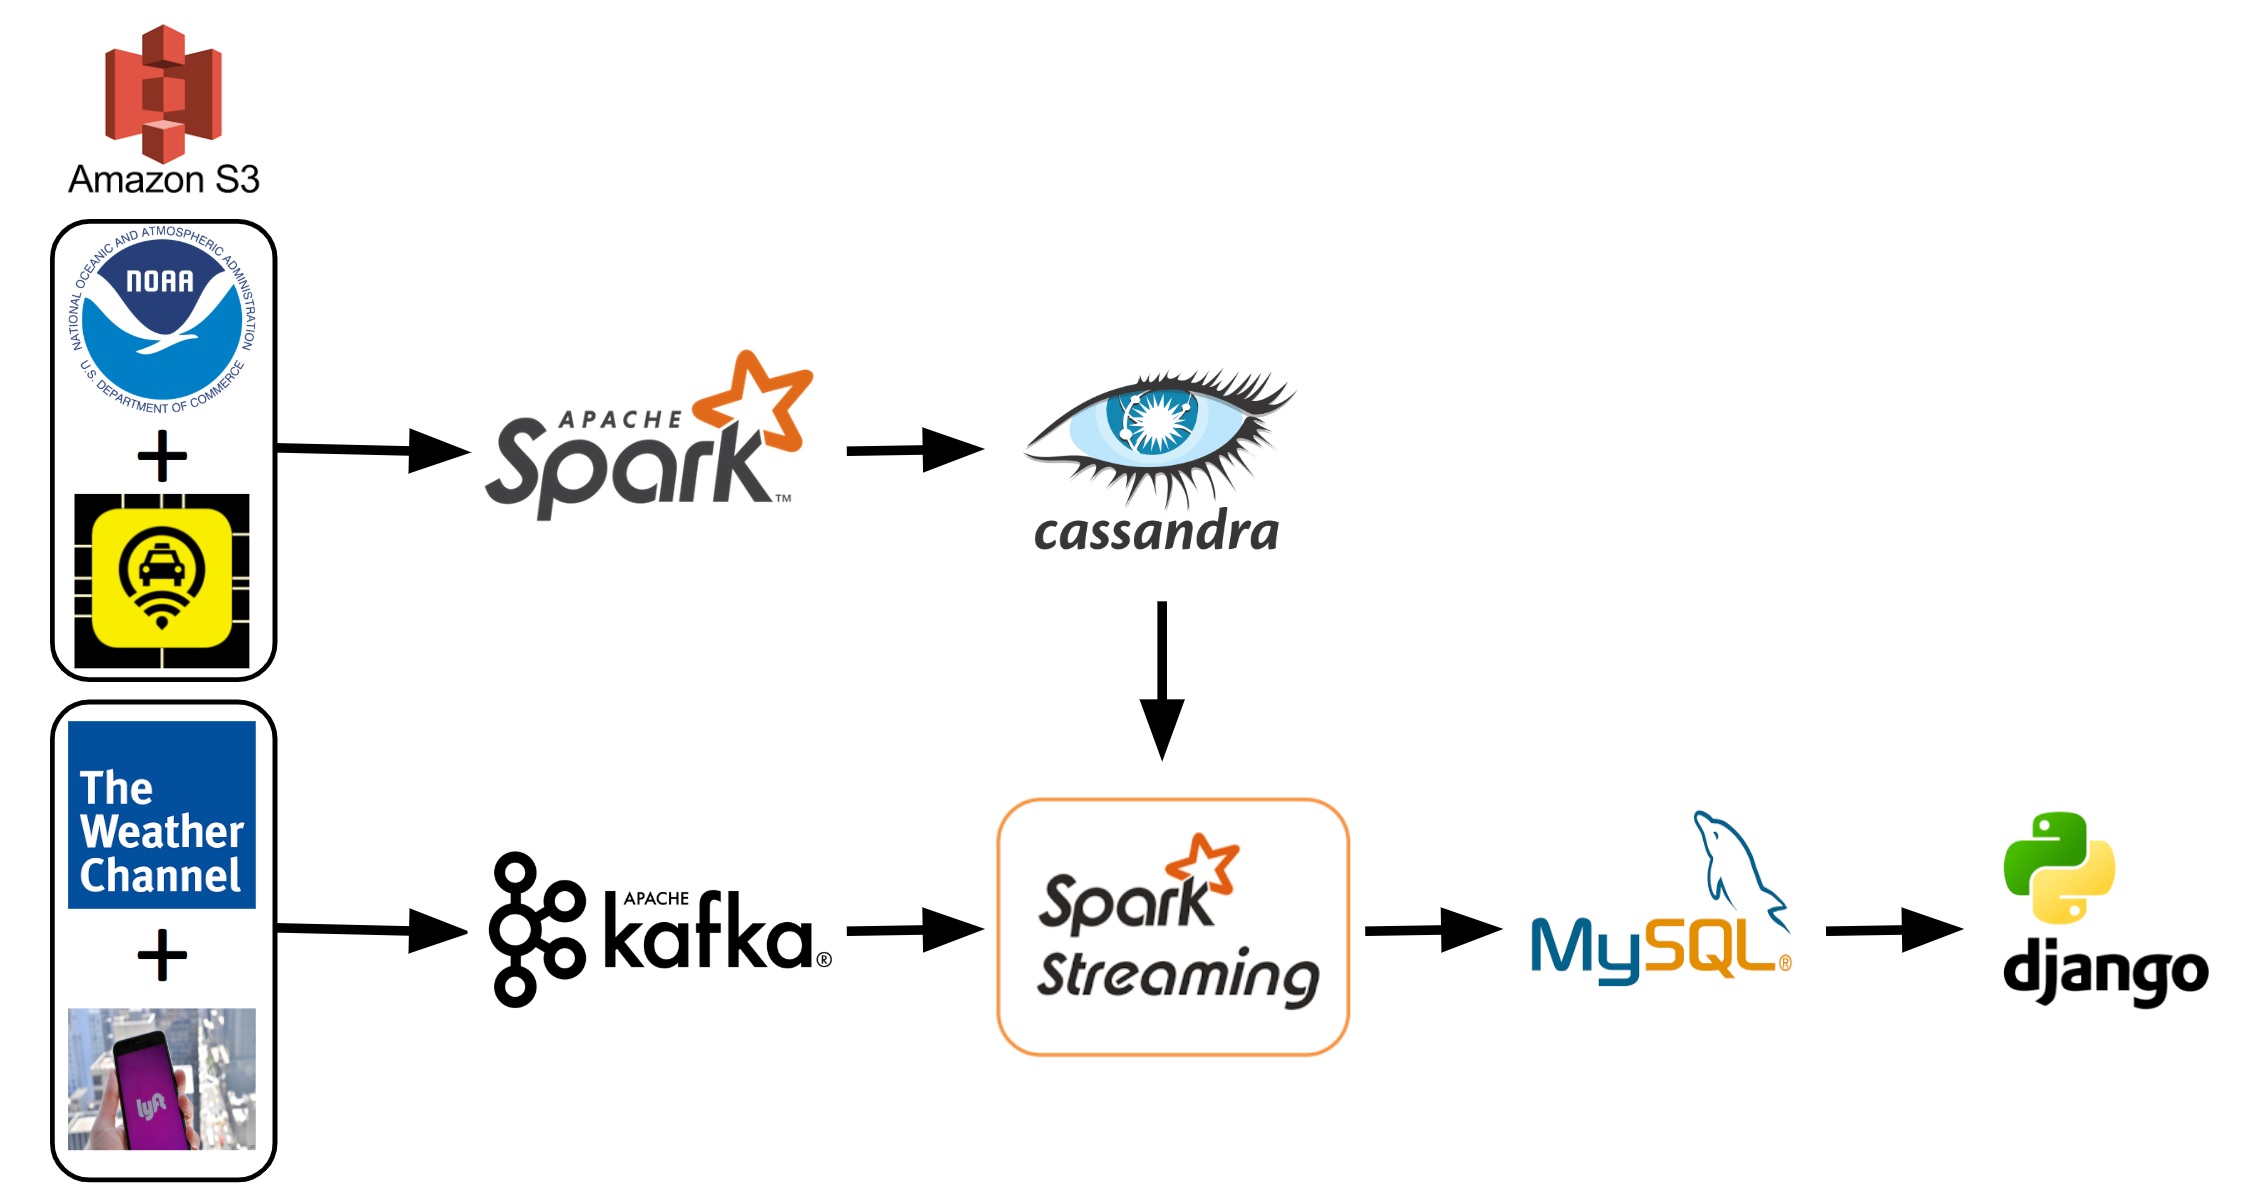 Amazon S3
NATIONAL OCEANIC AND ATMOSPHERIC ADMINISTRATION
NOAA
U.S. DEPARTMENT OF COMMERCE
+
APACHE
Spark™
cassandra
The
Weather
Channel
+
lyft
APACHE
kafka®
Spark
Streaming
MySQL®
django